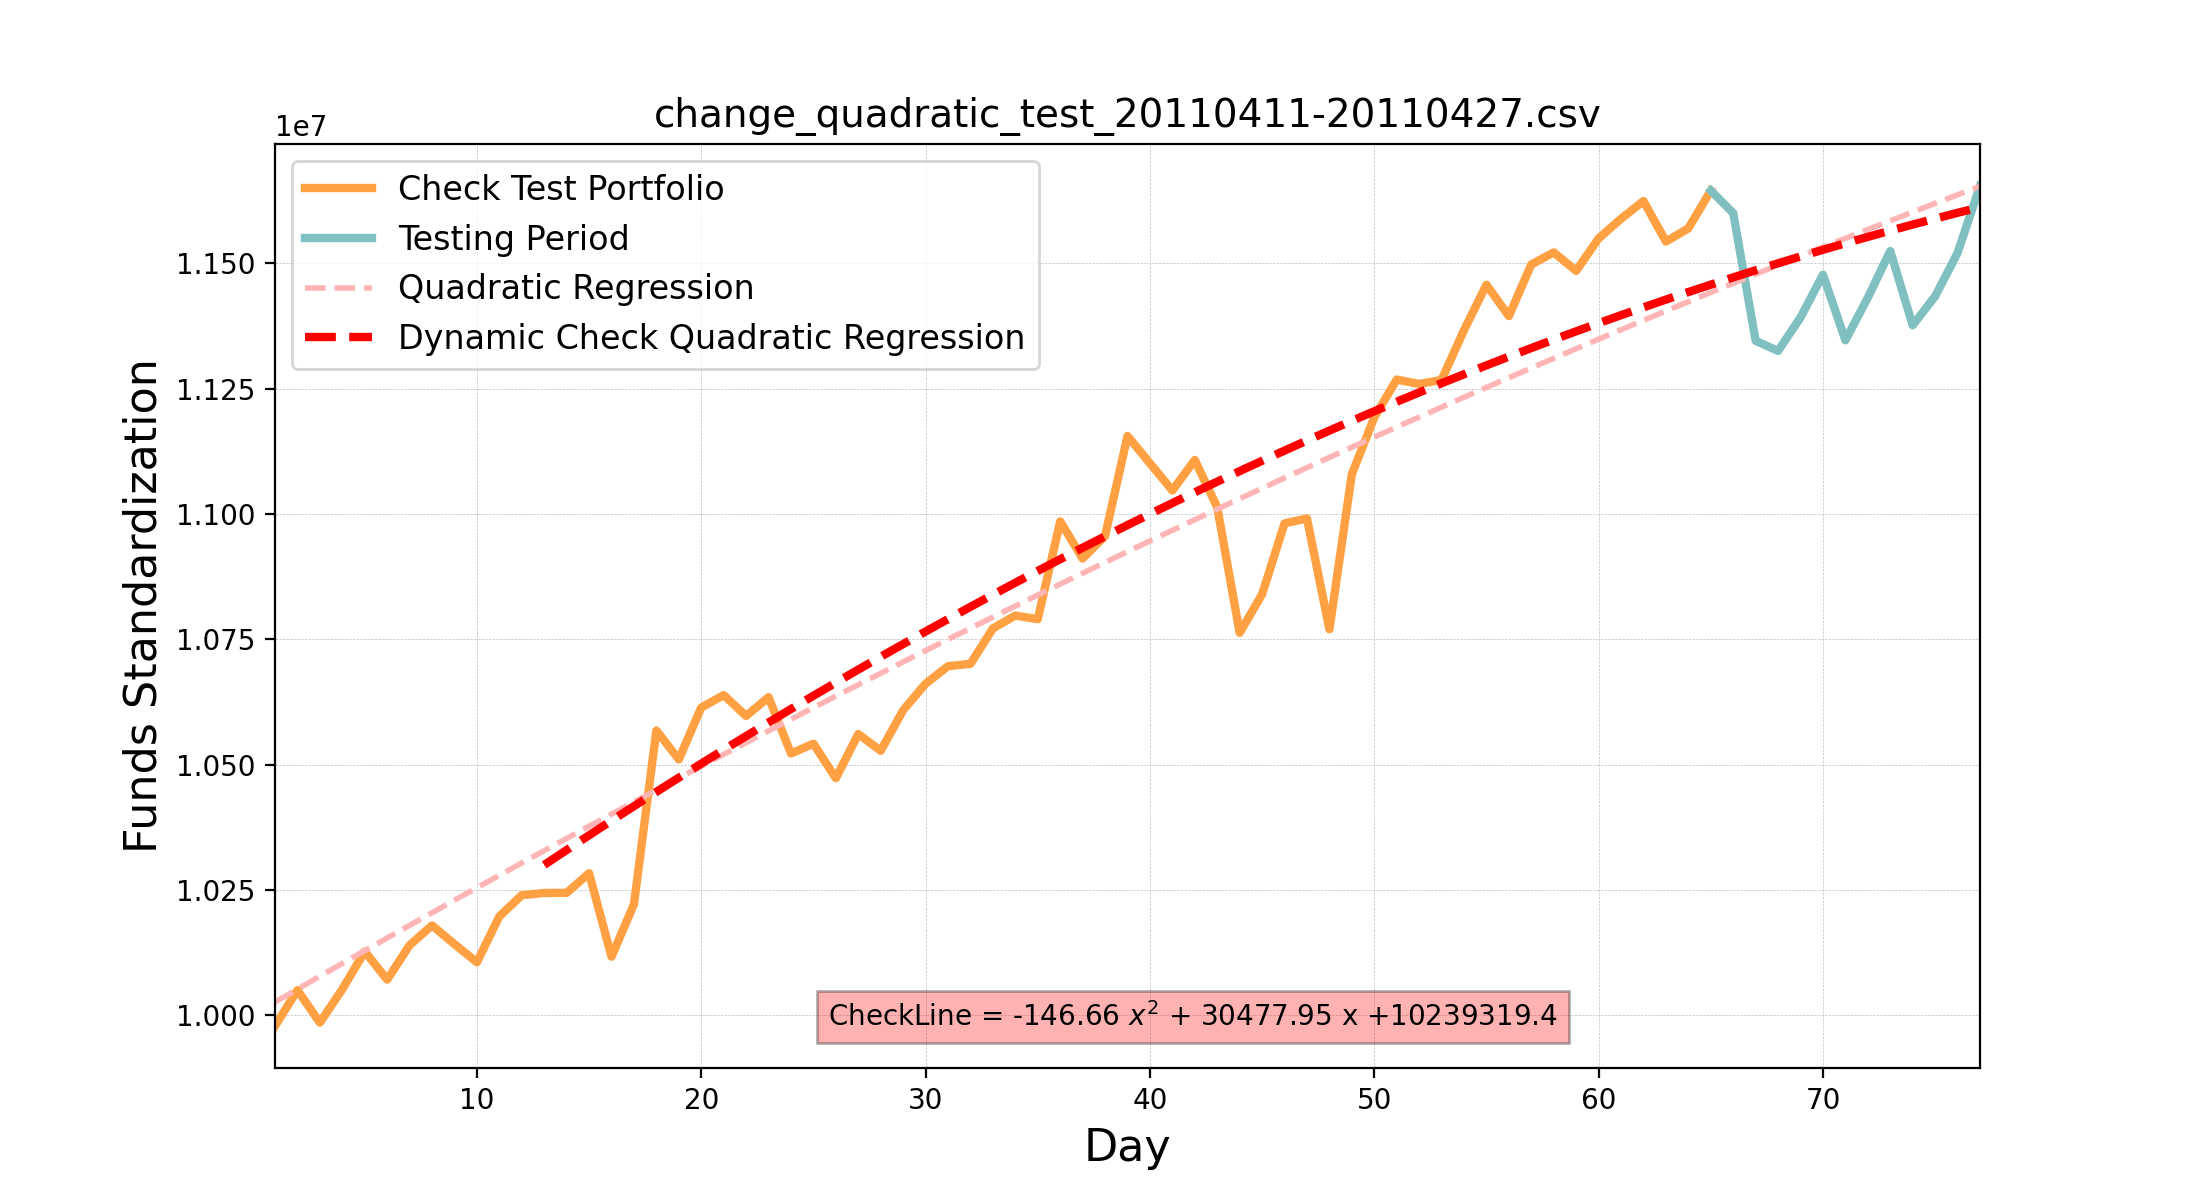 change_quadratic_test_20110411-20110427.csv
1e7
Check Test Portfolio
Testing Period
Quadratic Regression
Dynamic Check Quadratic Regression
Funds Standardization
1.150
1.125
1.100
1.075
1.050
1.025
1.000
CheckLine = -146.66 x² + 30477.95 x +10239319.4
10 20 30 40 50 60 70
Day